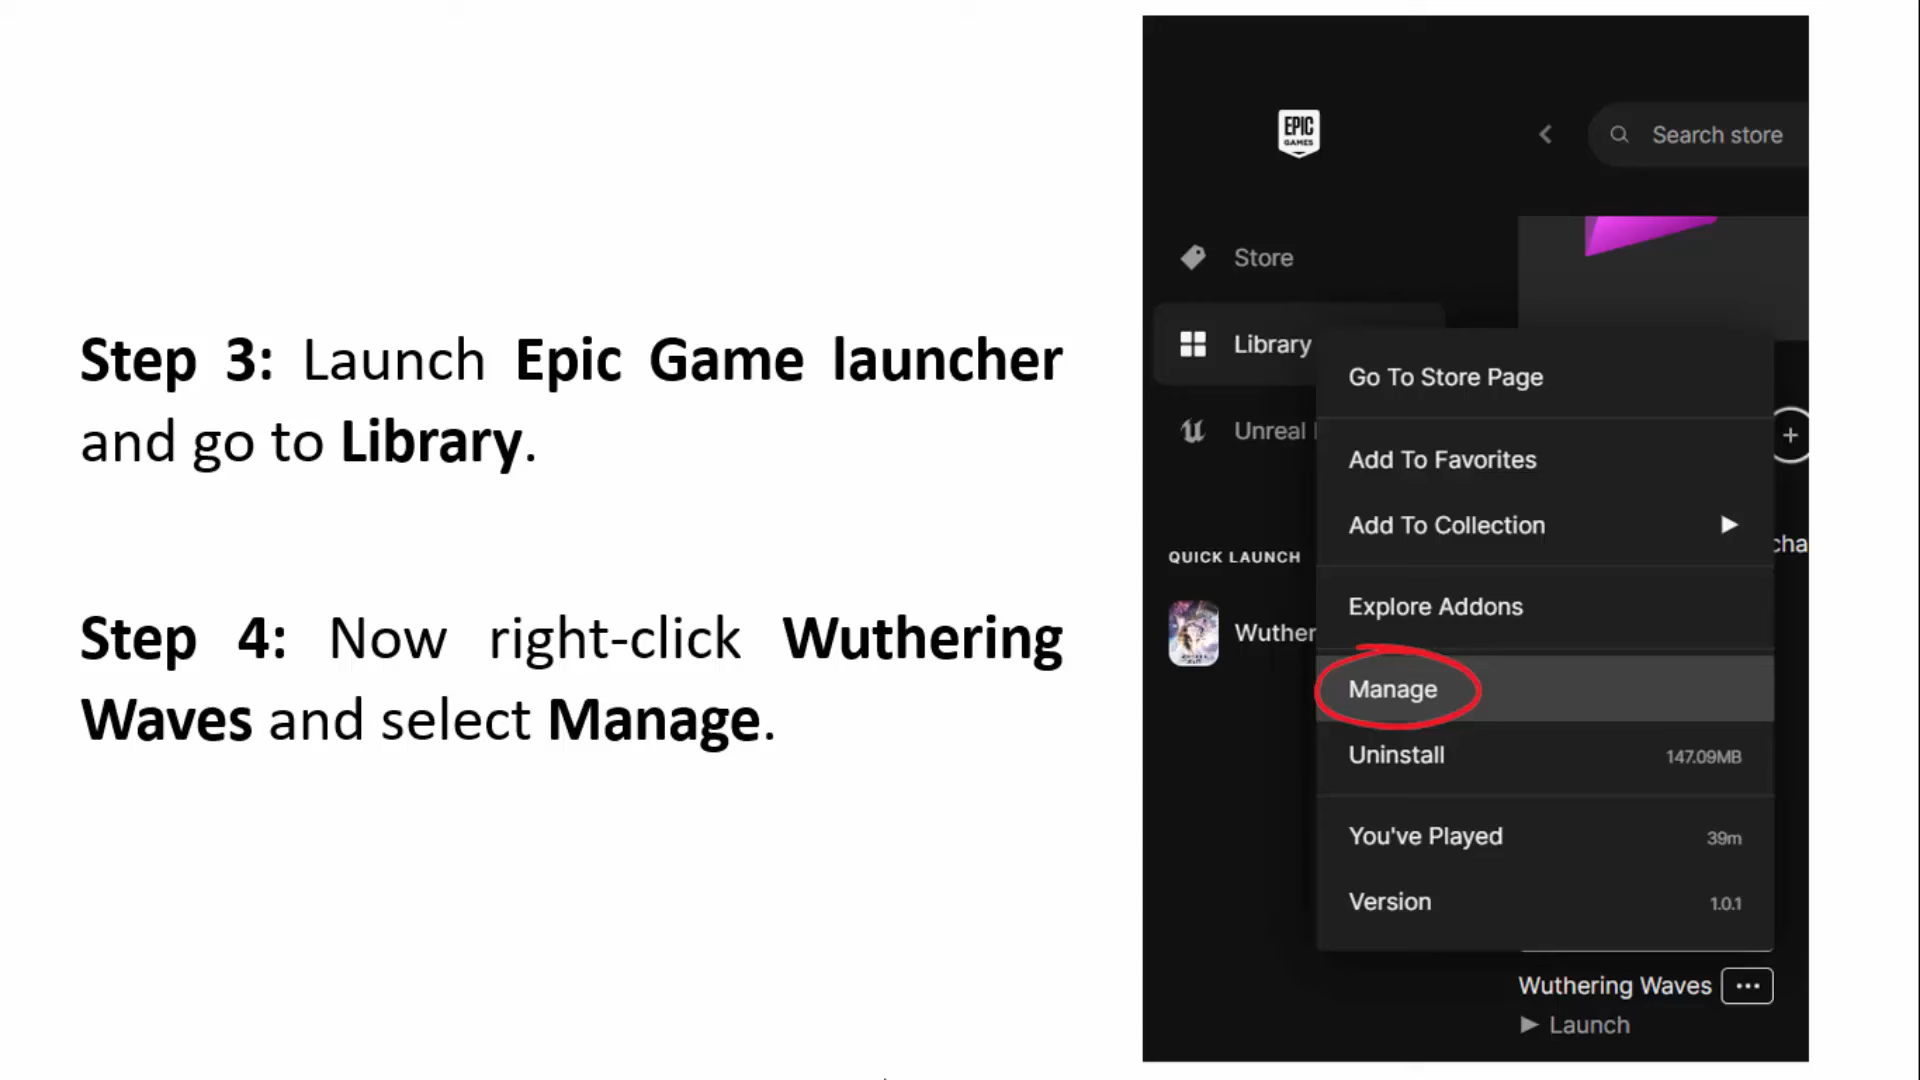 Step 3: Launch Epic Game launcher
and go to Library.
Step 4: Now right-click Wuthering
Waves and select Manage.
EPIC
GAMES
Search store
Store
Library
Unreal
QUICK LAUNCH
Wuther
Go To Store Page
Add To Favorites
Add To Collection
cha
Explore Addons
Manage
Uninstall 147.09MB
You've Played 39m
Version 1.0.1
Wuthering Waves
Launch